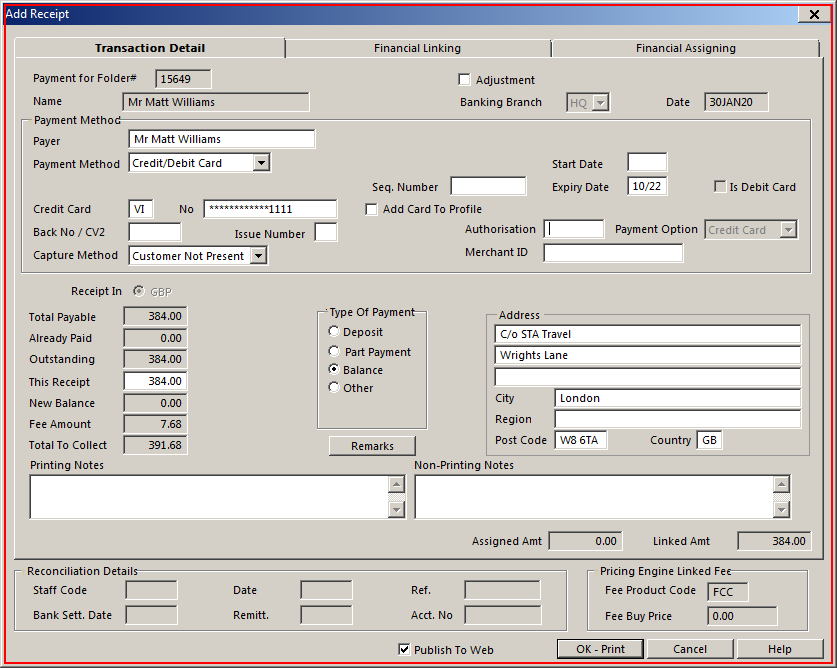 Add Receipt
Transaction Detail Financial Linking Financial Assigning
Payment for Folder# 15649 Adjustment
Name Mr Matt Williams Banking Branch HQ Date 30JAN20
Payment Method
Payer Mr Matt Williams
Payment Method Credit/Debit Card Start Date
Seq. Number Expiry Date 10/22 Is Debit Card
Credit Card VI No ************1111 Add Card To Profile
Back No / CV2 Issue Number Authorisation Payment Option Credit Card
Capture Method Customer Not Present Merchant ID
Receipt In GBP
Total Payable 384.00 Type Of Payment Address
Already Paid 0.00 Deposit C/o STA Travel
Outstanding 384.00 Part Payment Wrights Lane
This Receipt 384.00 Balance
New Balance 0.00 Other City London
Fee Amount 7.68 Region
Total To Collect 391.68 Remarks Post Code W8 6TA Country GB
Printing Notes Non-Printing Notes
Assigned Amt 0.00 Linked Amt 384.00
Reconciliation Details Pricing Engine Linked Fee
Staff Code Date Ref. Fee Product Code FCC
Bank Sett. Date Remitt. Acct. No Fee Buy Price 0.00
Publish To Web OK - Print Cancel Help